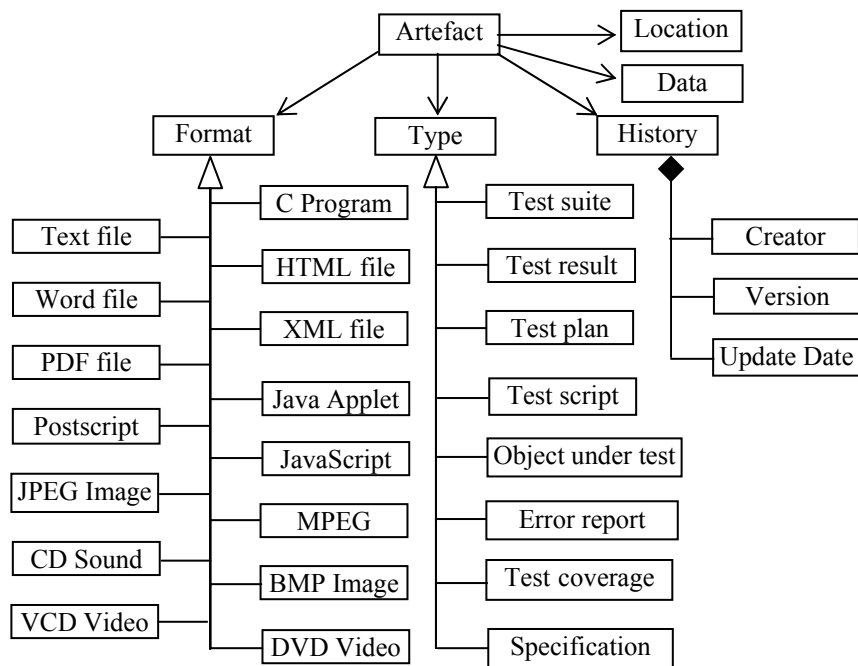 Artefact
Location
Data
Format
Type
History
C Program
Text file
HTML file
Word file
XML file
PDF file
Java Applet
Postscript
JavaScript
JPEG Image
MPEG
CD Sound
BMP Image
VCD Video
DVD Video
Test suite
Test result
Test plan
Test script
Object under test
Error report
Test coverage
Specification
Creator
Version
Update Date